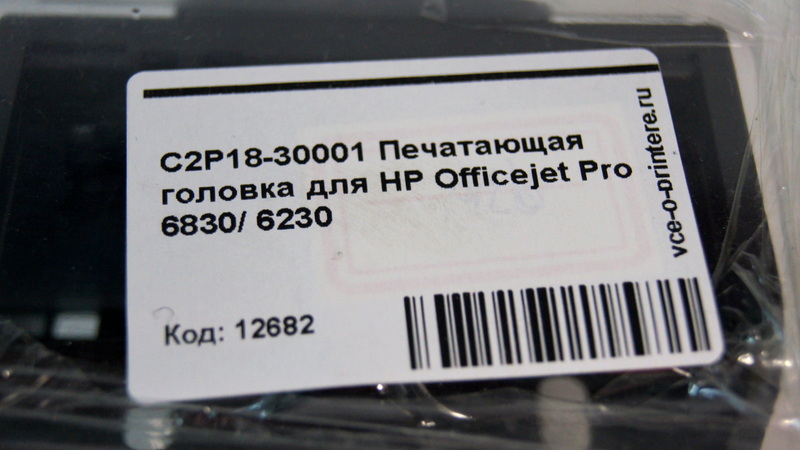 C2P18-30001 Печатающая
головка для HP Officejet Pro
6830/ 6230
Код: 12682
vce-o-printere.ru